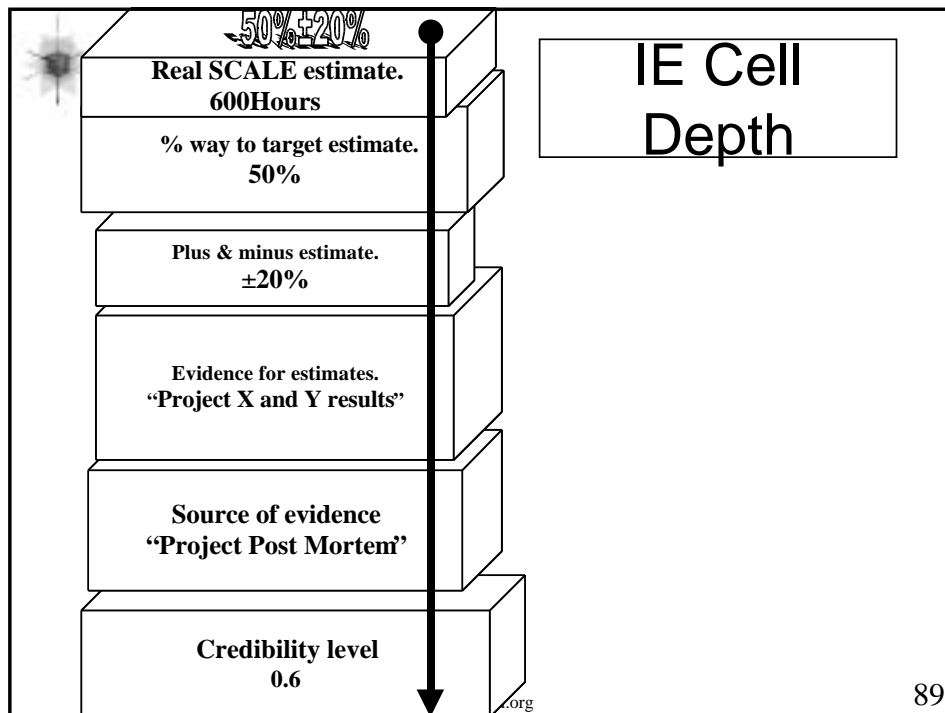 50%±20%
IE Cell
Depth
Real SCALE estimate.
600Hours
% way to target estimate.
50%
Plus & minus estimate.
±20%
Evidence for estimates.
“Project X and Y results”
Source of evidence
“Project Post Mortem”
Credibility level
0.6
.org
89